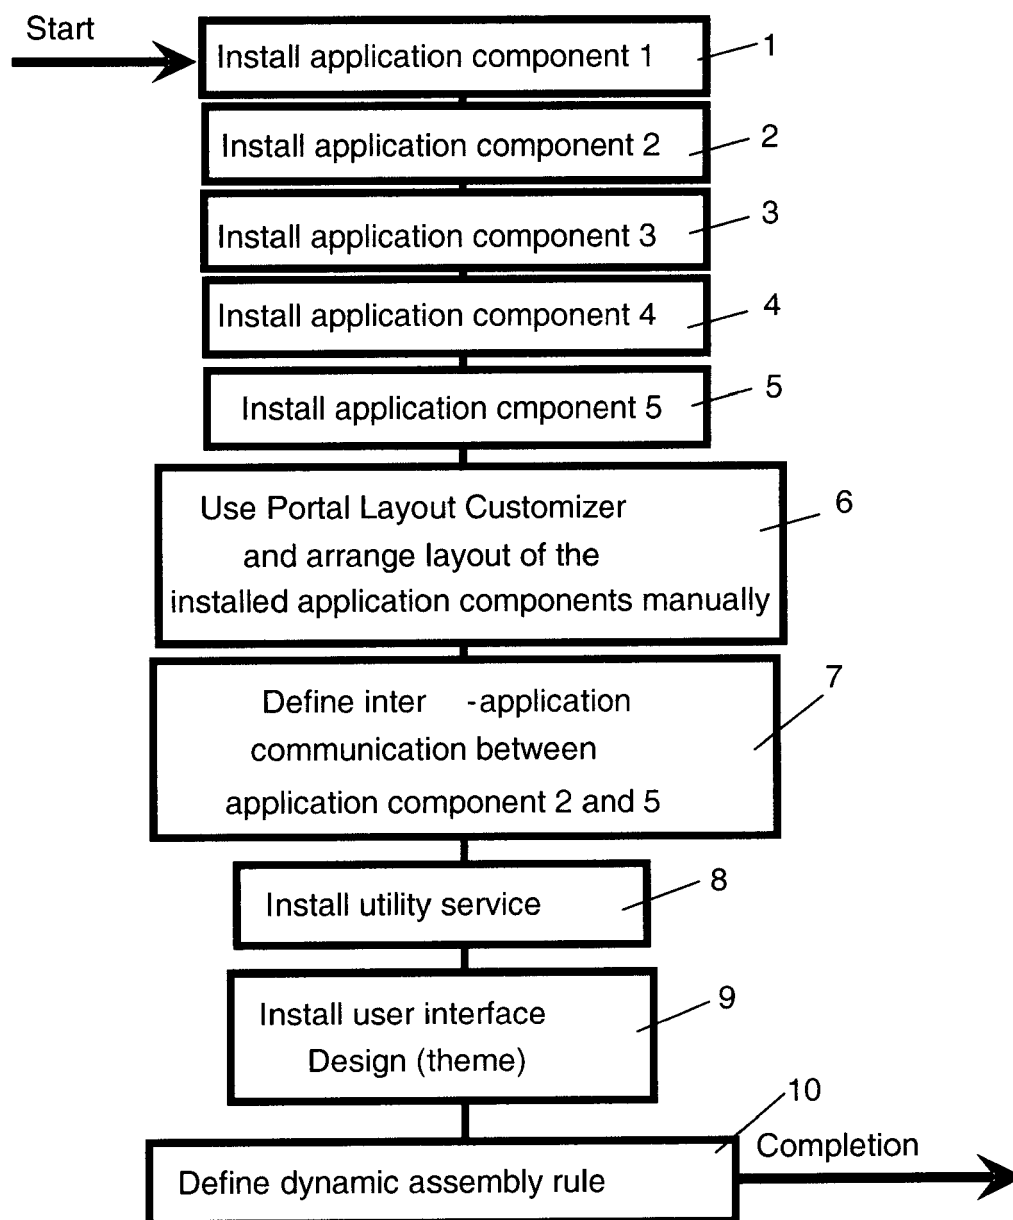 Start
Install application component 1
1
Install application component 2
2
Install application component 3
3
Install application component 4
4
Install application cmponent 5
5
Use Portal Layout Customizer
and arrange layout of the
installed application components manually
6
Define inter -application
communication between
application component 2 and 5
7
Install utility service
8
Install user interface
Design (theme)
9
10
Define dynamic assembly rule
Completion